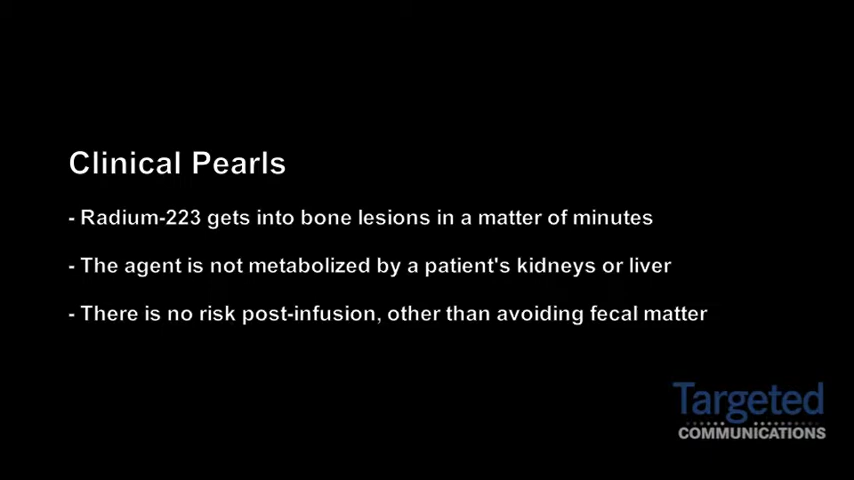 Clinical Pearls
- Radium-223 gets into bone lesions in a matter of minutes
- The agent is not metabolized by a patient's kidneys or liver
- There is no risk post-infusion, other than avoiding fecal matter
Targeted
COMMUNICATIONS